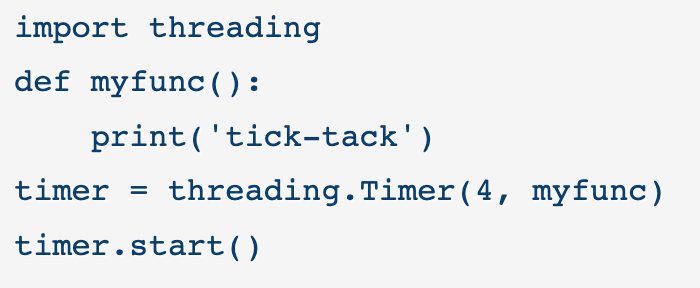 import threading
def myfunc():
    print('tick-tack')
timer = threading.Timer(4, myfunc)
timer.start()